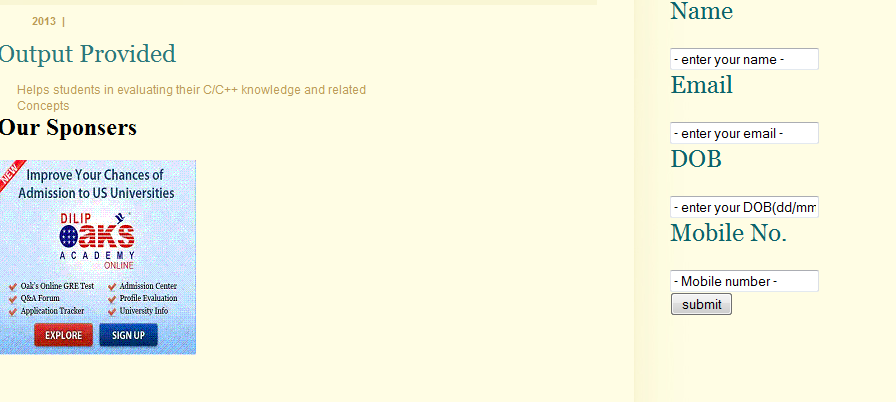 2013 |
Output Provided
Helps students in evaluating their C/C++ knowledge and related
Concepts
Our Sponsers
NEW
Improve Your Chances of
Admission to US Universities
DILIP
OAKS
ACADEMY
ONLINE
Oak's Online GRE Test
Admission Center
Q&A Forum
Profile Evaluation
Application Tracker
University Info
EXPLORE
SIGN UP
Name
- enter your name -
Email
- enter your email -
DOB
- enter your DOB(dd/mm
Mobile No.
- Mobile number -
submit